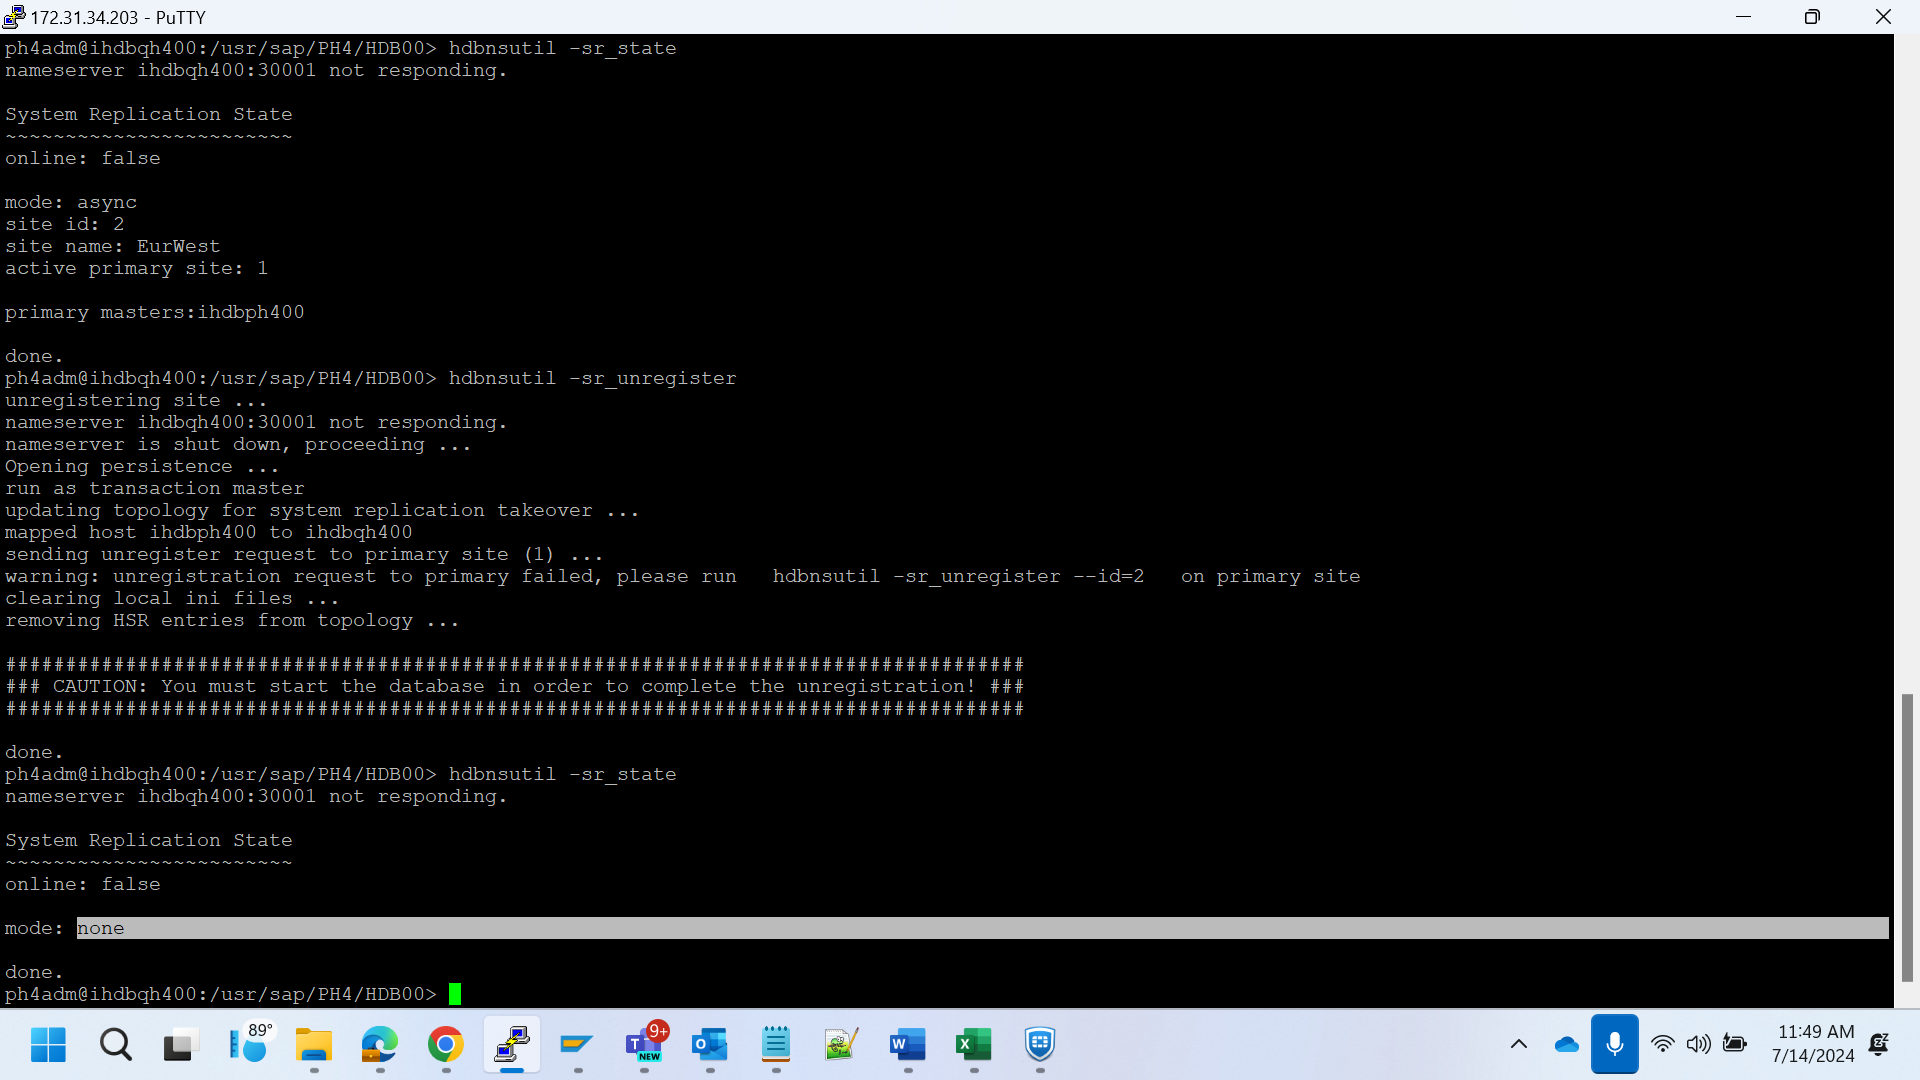 172.31.34.203 - PuTTY
ph4adm@ihdbqh400:/usr/sap/PH4/HDB00> hdbnsutil -sr_state
nameserver ihdbqh400:30001 not responding.
System Replication State
~~~~~~~~~~~~~~~~~~~~~~~~
online: false
mode: async
site id: 2
site name: EurWest
active primary site: 1
primary masters:ihdbph400
done.
ph4adm@ihdbqh400:/usr/sap/PH4/HDB00> hdbnsutil -sr_unregister
unregistering site ...
nameserver ihdbqh400:30001 not responding.
nameserver is shut down, proceeding ...
Opening persistence ...
run as transaction master
updating topology for system replication takeover ...
mapped host ihdbph400 to ihdbqh400
sending unregister request to primary site (1) ...
warning: unregistration request to primary failed, please run   hdbnsutil -sr_unregister --id=2   on primary site
clearing local ini files ...
removing HSR entries from topology ...
#####################################################################################
### CAUTION: You must start the database in order to complete the unregistration! ###
#####################################################################################
done.
ph4adm@ihdbqh400:/usr/sap/PH4/HDB00> hdbnsutil -sr_state
nameserver ihdbqh400:30001 not responding.
System Replication State
~~~~~~~~~~~~~~~~~~~~~~~~
online: false
mode: none
done.
ph4adm@ihdbqh400:/usr/sap/PH4/HDB00>
89°
9+
NEW
11:49 AM
7/14/2024